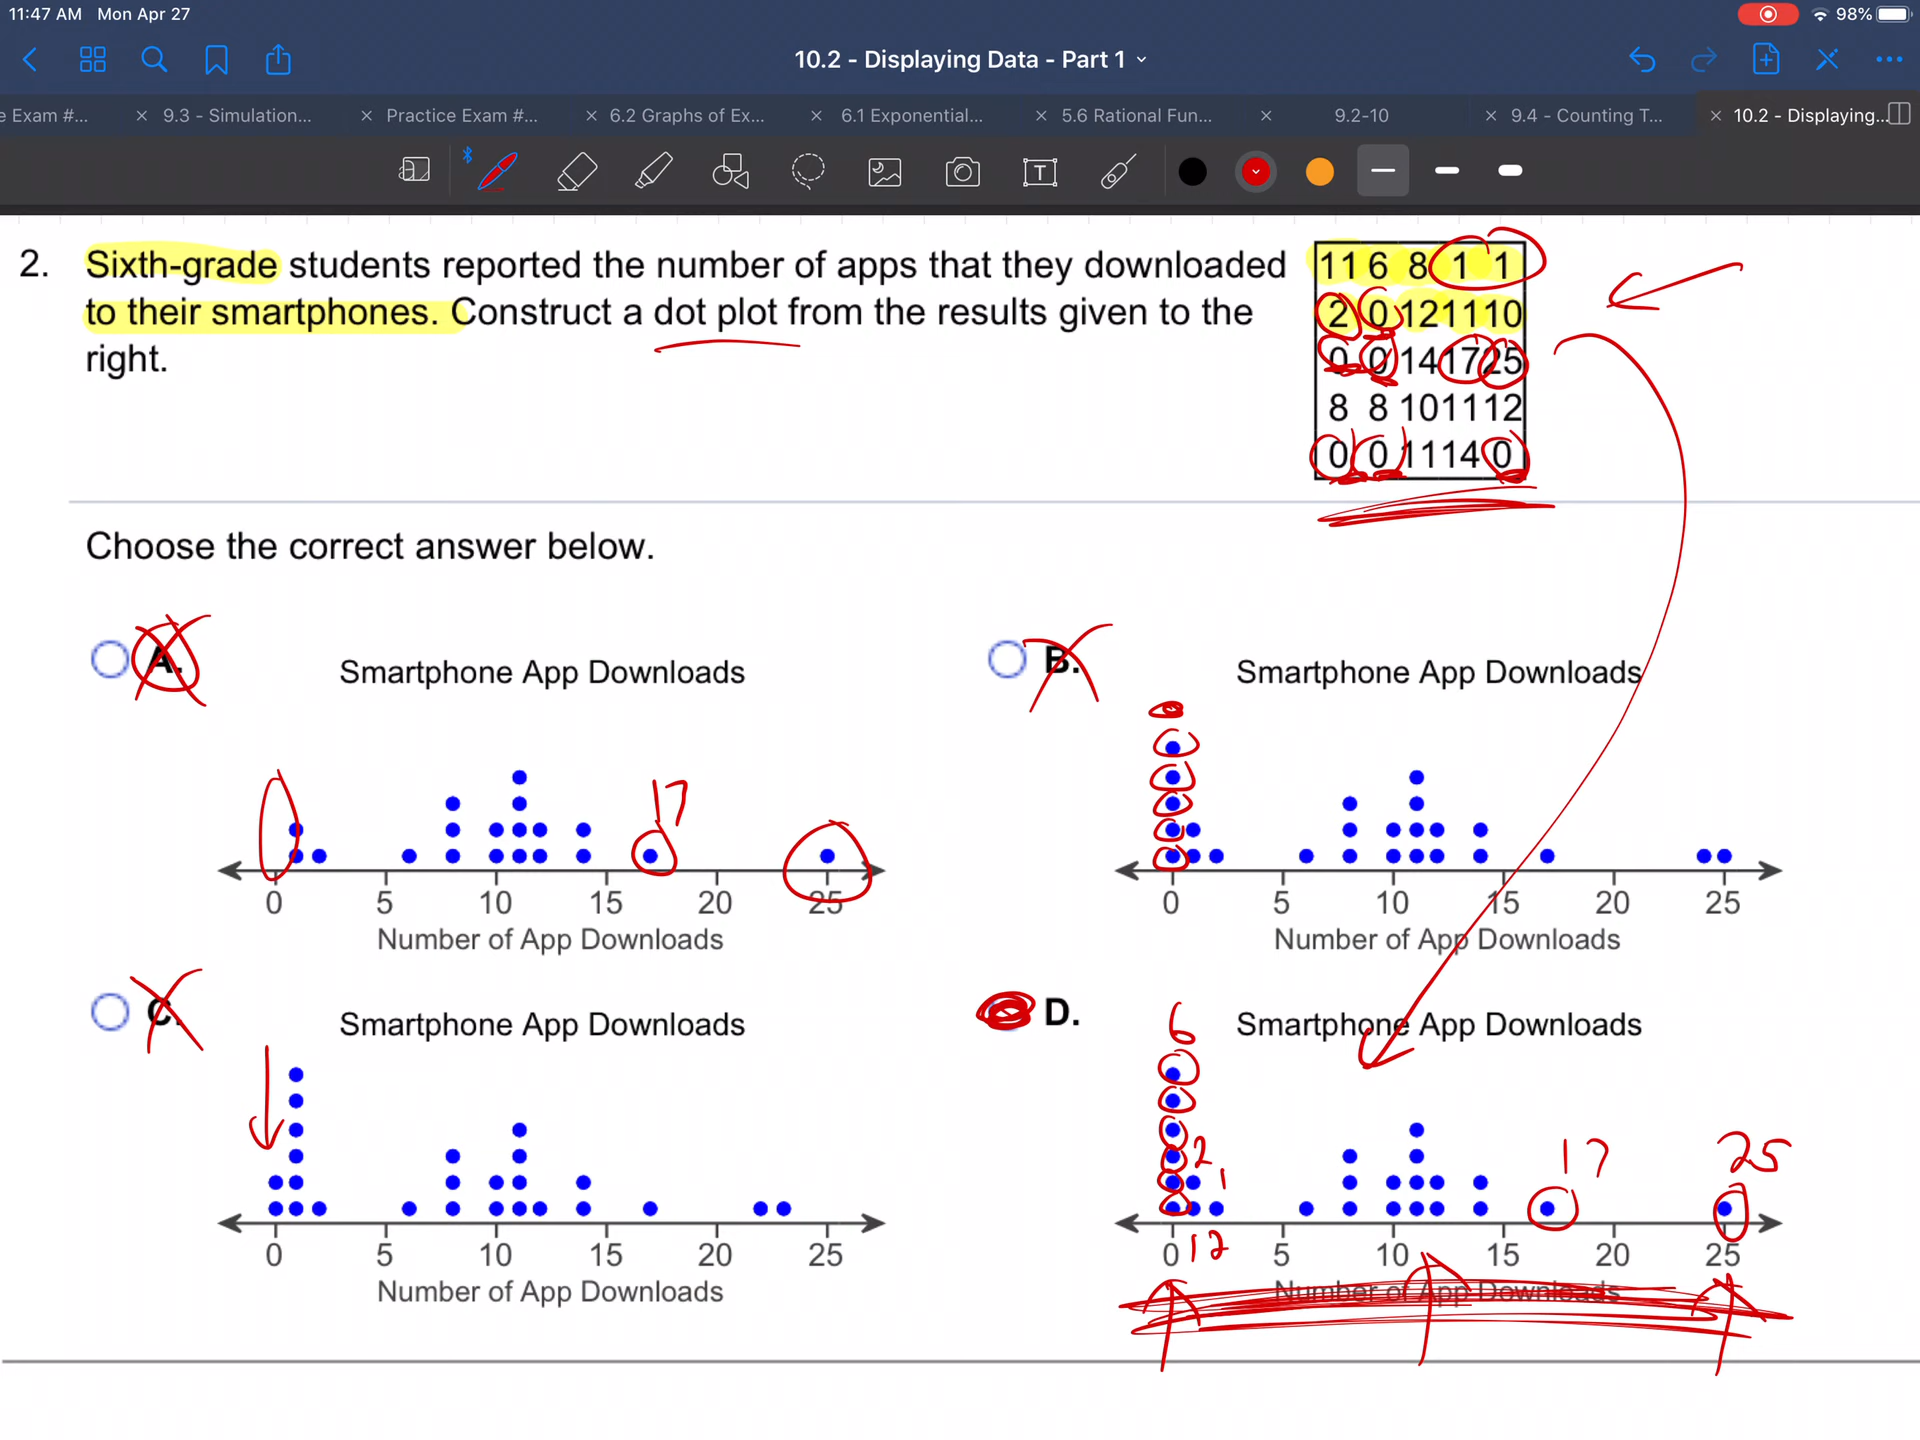 11:47 AM Mon Apr 27 98%
10.2 - Displaying Data - Part 1
e Exam #... × 9.3 - Simulation... × Practice Exam #... × 6.2 Graphs of Ex... × 6.1 Exponential... × 5.6 Rational Fun... × 9.2-10 × 9.4 - Counting T... × 10.2 - Displaying...
T
2. Sixth-grade students reported the number of apps that they downloaded
to their smartphones. Construct a dot plot from the results given to the
right.
11 6 8 1 1
2 0 12 11 10
0 0 14 17 25
8 8 10 11 12
0 0 11 14 0
Choose the correct answer below.
A.
Smartphone App Downloads
17
0 5 10 15 20 25
Number of App Downloads
B.
Smartphone App Downloads
0 5 10 15 20 25
Number of App Downloads
C.
Smartphone App Downloads
0 5 10 15 20 25
Number of App Downloads
D.
Smartphone App Downloads
6
2 1 17 25
0 12 5 10 15 20 25
Number of App Downloads